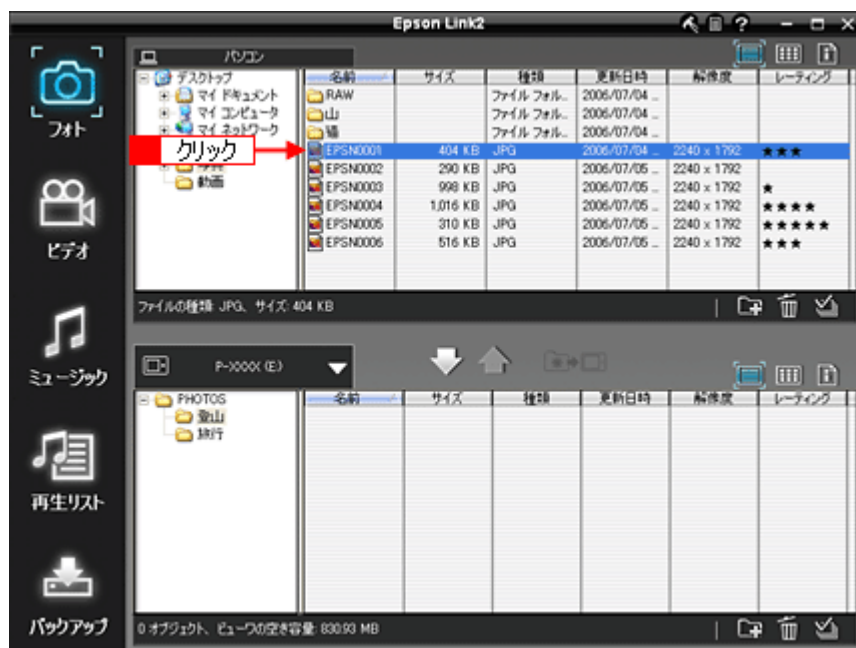 Epson Link2
フォト
ビデオ
ミュージック
再生リスト
バックアップ
パソコン
デスクトップ
マイ ドキュメント
マイ コンピュータ
マイ ネットワーク
クリック
動画
名前 サイズ 種類 更新日時 解像度 レーティング
RAW ファイル フォル... 2006/07/04 ...
山 ファイル フォル... 2006/07/04 ...
猫 ファイル フォル... 2006/07/04 ...
EPSN0001 404 KB JPG 2006/07/04 ... 2240 x 1792 ★★★
EPSN0002 290 KB JPG 2006/07/05 ... 2240 x 1792
EPSN0003 998 KB JPG 2006/07/05 ... 2240 x 1792 ★
EPSN0004 1,016 KB JPG 2006/07/05 ... 2240 x 1792 ★★★★
EPSN0005 310 KB JPG 2006/07/05 ... 2240 x 1792 ★★★★★
EPSN0006 516 KB JPG 2006/07/05 ... 2240 x 1792 ★★★
ファイルの種類: JPG、サイズ: 404 KB
P-XXXX (E:)
PHOTOS
登山
旅行
名前 サイズ 種類 更新日時 解像度 レーティング
0 オブジェクト、ビューワの空き容量: 830.93 MB